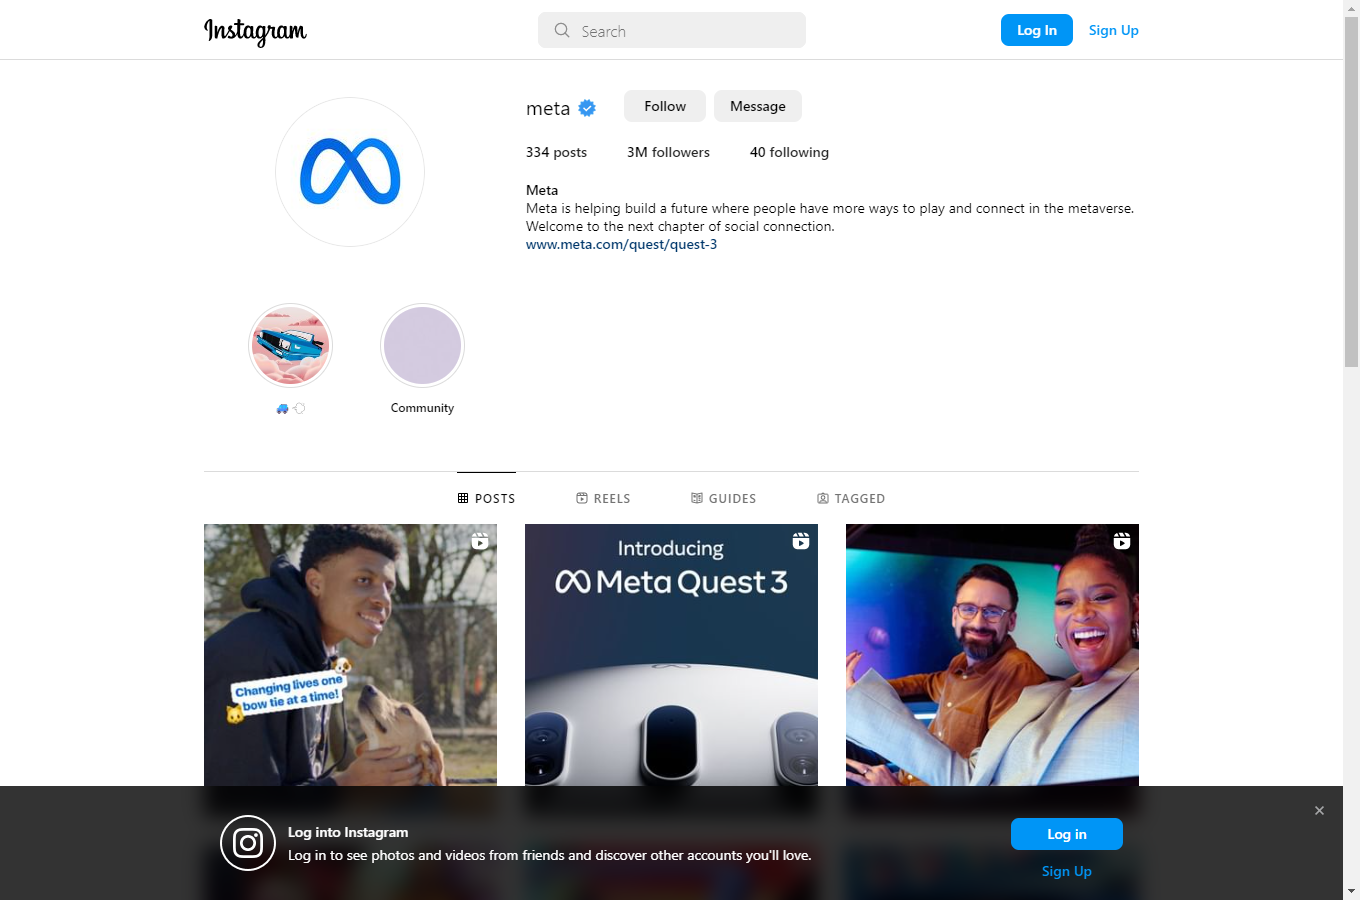 Instagram
Search
Log In
Sign Up
meta
Follow
Message
334 posts
3M followers
40 following
Meta
Meta is helping build a future where people have more ways to play and connect in the metaverse.
Welcome to the next chapter of social connection.
www.meta.com/quest/quest-3
Community
POSTS
REELS
GUIDES
TAGGED
Changing lives one
bow tie at a time!
Introducing
Meta Quest 3
Log into Instagram
Log in to see photos and videos from friends and discover other accounts you'll love.
Log in
Sign Up